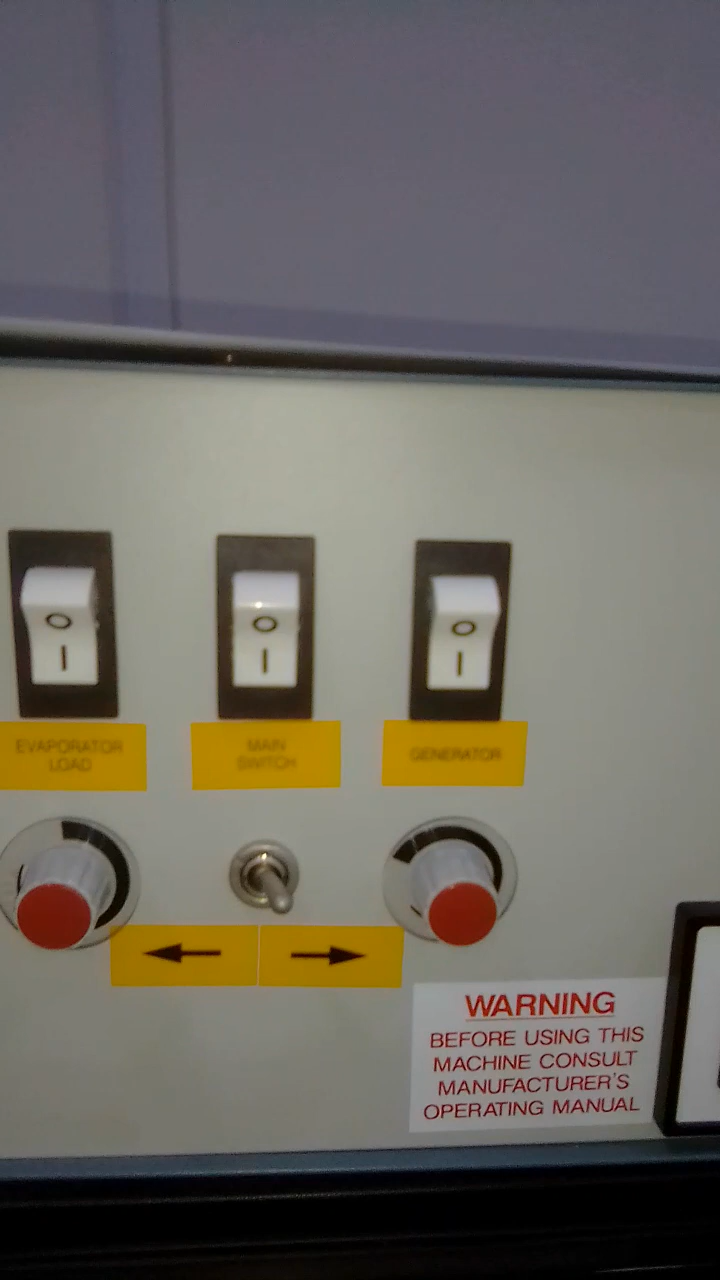 EVAPORATOR
LOAD
MAIN
SWITCH
GENERATOR
WARNING
BEFORE USING THIS
MACHINE CONSULT
MANUFACTURER'S
OPERATING MANUAL